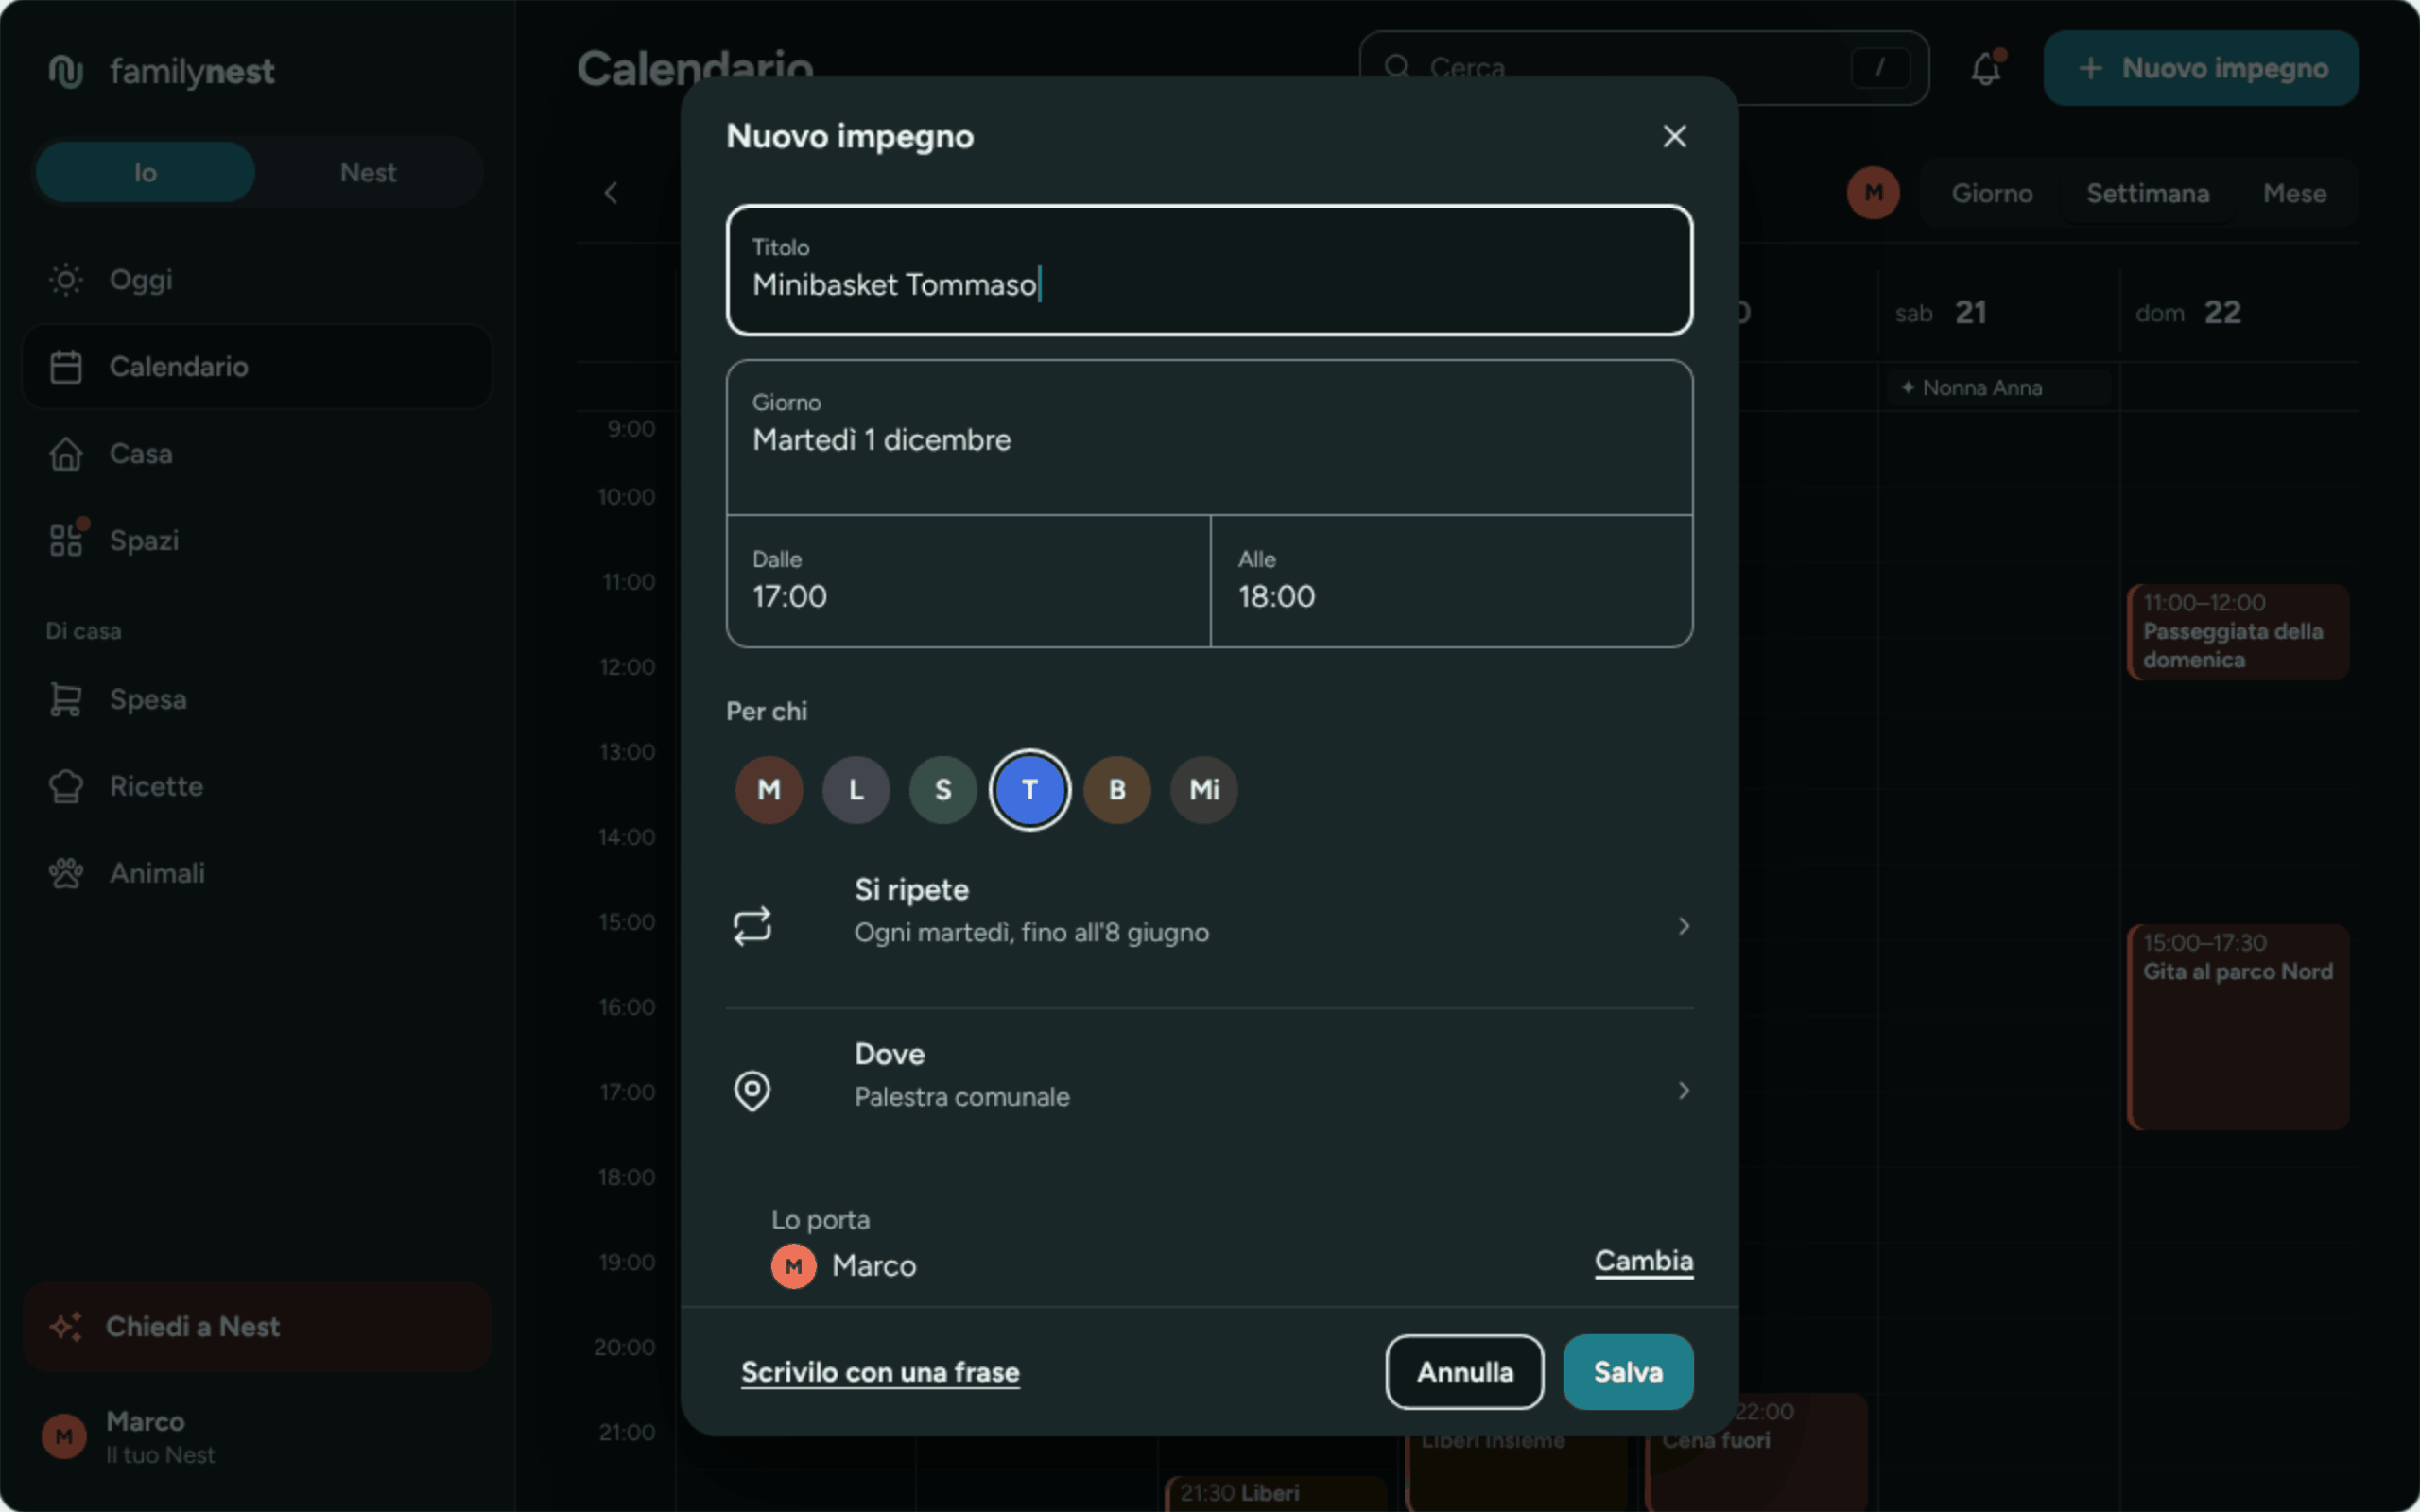 familynest
Io
Nest
Oggi
Calendario
Casa
Spazi
Di casa
Spesa
Ricette
Animali
Chiedi a Nest
M
Marco
Il tuo Nest
Calendario
Cerca
/
+ Nuovo impegno
M
Giorno
Settimana
Mese
sab 21
dom 22
Nonna Anna
9:00
10:00
11:00
12:00
13:00
14:00
15:00
16:00
17:00
18:00
19:00
20:00
21:00
11:00–12:00
Passeggiata della
domenica
15:00–17:30
Gita al parco Nord
22:00
Cena fuori
Liberi insieme
21:30 Liberi
Nuovo impegno
Titolo
Minibasket Tommaso
Giorno
Martedì 1 dicembre
Dalle
17:00
Alle
18:00
Per chi
M
L
S
T
B
Mi
Si ripete
Ogni martedì, fino all'8 giugno
Dove
Palestra comunale
Lo porta
M
Marco
Cambia
Scrivilo con una frase
Annulla
Salva